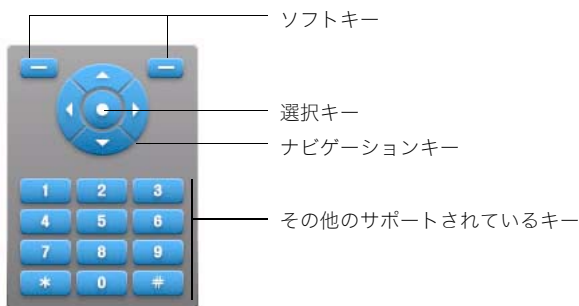 ソフトキー
選択キー
ナビゲーションキー
1 2 3
その他のサポートされているキー
4 5 6
7 8 9
* 0 #